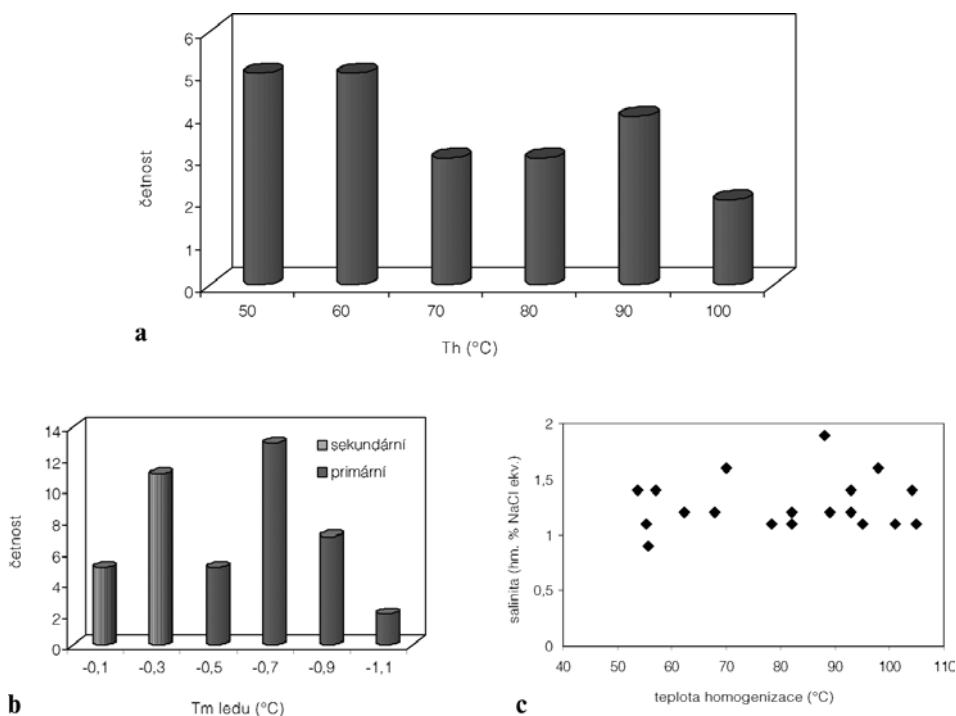 6
5
4
3
2
1
0
četnost
50 60 70 80 90 100
Th (°C)
a
14
12
10
8
6
4
2
0
četnost
sekundární
primární
-0,1 -0,3 -0,5 -0,7 -0,9 -1,1
Tm ledu (°C)
b
2
1,5
1
0,5
0
salinita (hm. % NaCl ekv.)
40 50 60 70 80 90 100 110
teplota homogenizace (°C)
c